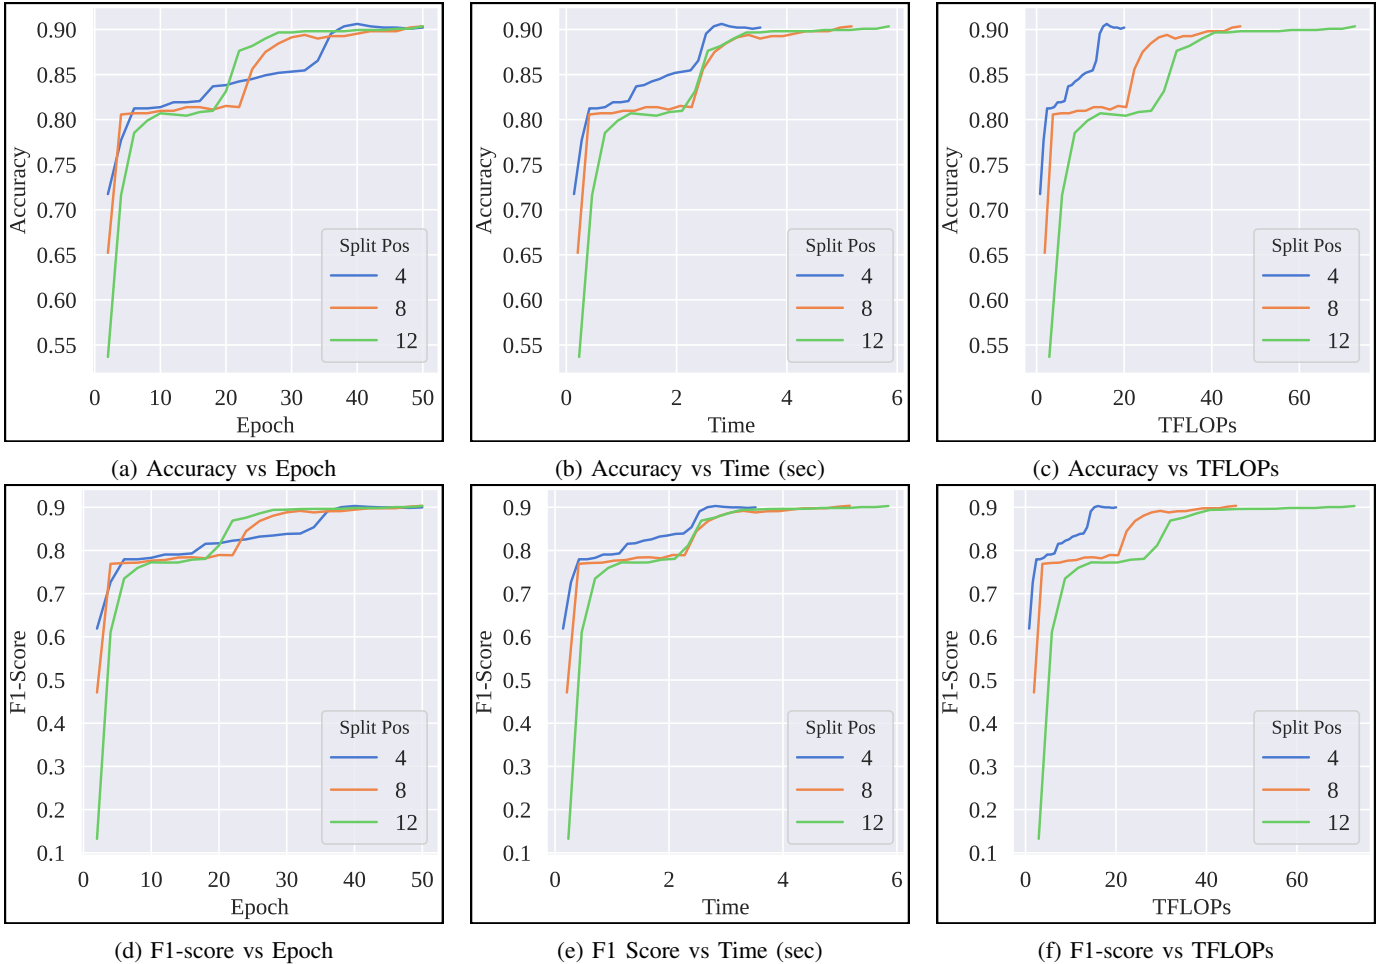 Accuracy
0.90
0.85
0.80
0.75
0.70
0.65
0.60
0.55
Split Pos
4
8
12
0 10 20 30 40 50
Epoch
(a) Accuracy vs Epoch
Accuracy
0.90
0.85
0.80
0.75
0.70
0.65
0.60
0.55
Split Pos
4
8
12
0 2 4 6
Time
(b) Accuracy vs Time (sec)
Accuracy
0.90
0.85
0.80
0.75
0.70
0.65
0.60
0.55
Split Pos
4
8
12
0 20 40 60
TFLOPs
(c) Accuracy vs TFLOPs
F1-Score
0.9
0.8
0.7
0.6
0.5
0.4
0.3
0.2
0.1
Split Pos
4
8
12
0 10 20 30 40 50
Epoch
(d) F1-score vs Epoch
F1-Score
0.9
0.8
0.7
0.6
0.5
0.4
0.3
0.2
0.1
Split Pos
4
8
12
0 2 4 6
Time
(e) F1 Score vs Time (sec)
F1-Score
0.9
0.8
0.7
0.6
0.5
0.4
0.3
0.2
0.1
Split Pos
4
8
12
0 20 40 60
TFLOPs
(f) F1-score vs TFLOPs